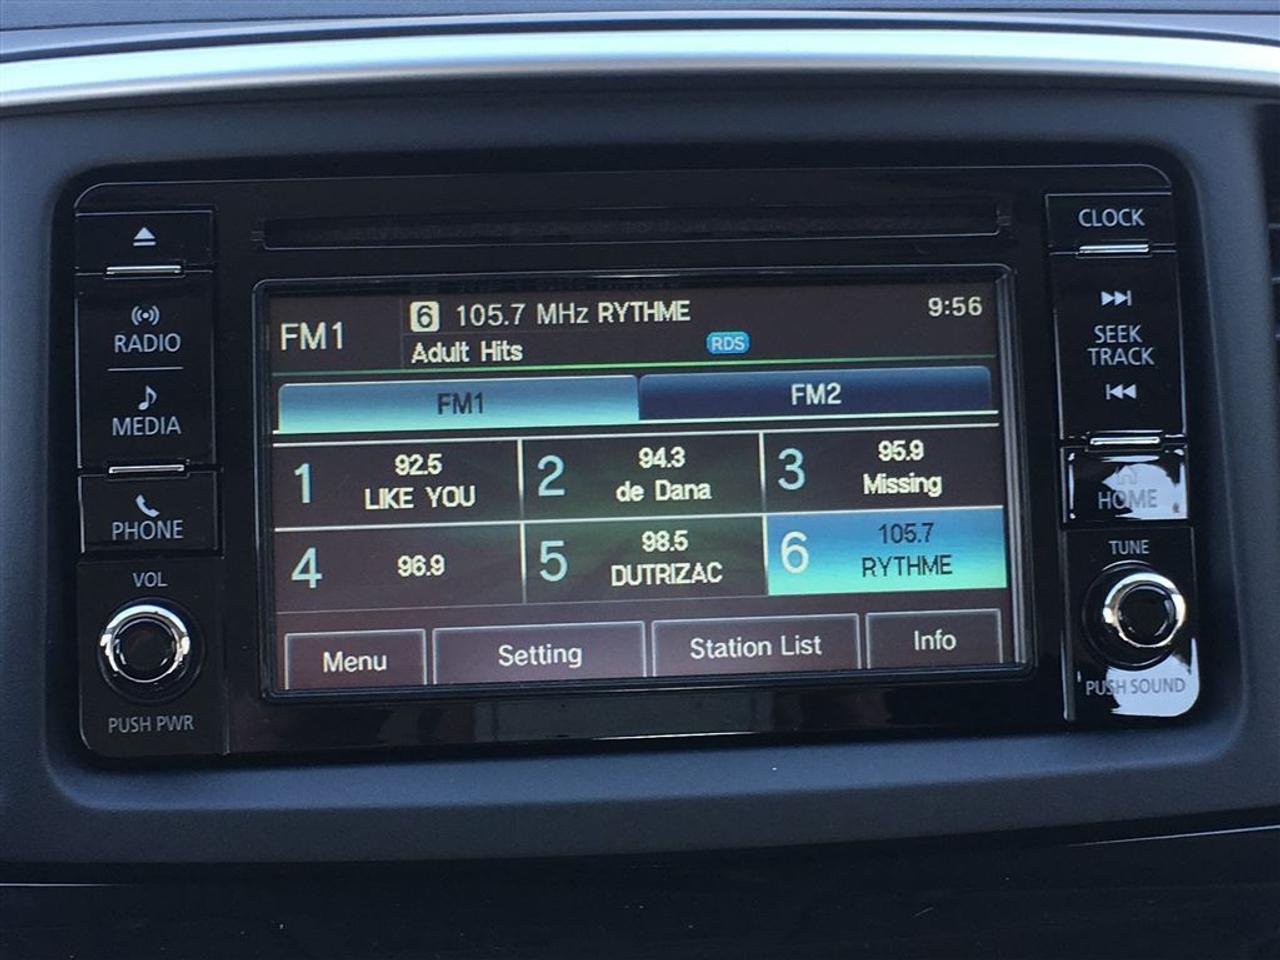 CLOCK
RADIO
MEDIA
PHONE
VOL
PUSH PWR
FM1
6 105.7 MHz RYTHME
9:56
Adult Hits
RDS
FM1
FM2
1
92.5
LIKE YOU
2
94.3
de Dana
3
95.9
Missing
4
96.9
5
98.5
DUTRIZAC
6
105.7
RYTHME
Menu
Setting
Station List
Info
SEEK
TRACK
HOME
TUNE
PUSH SOUND